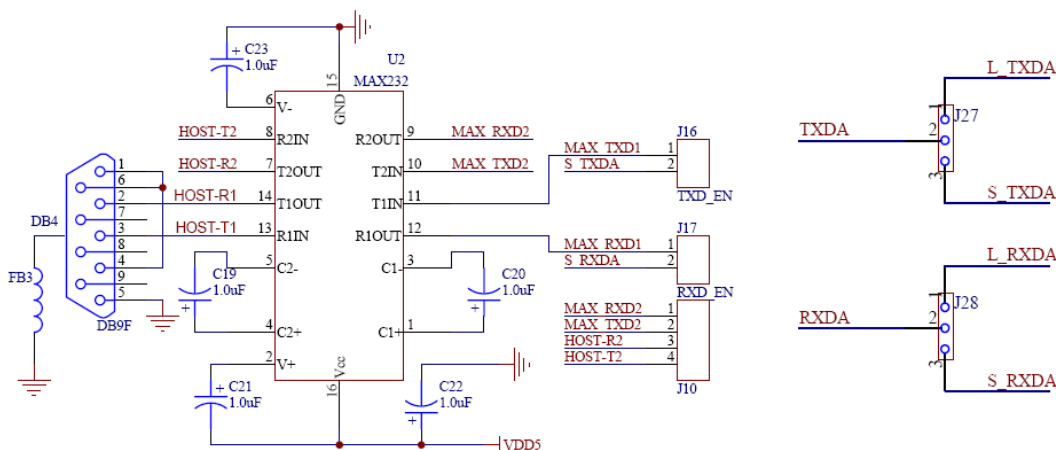 C23
1.0uF
+
U2
MAX232
15
GND
6
V-
HOST-T2
8
R2IN
R2OUT
9
MAX_RXD2
HOST-R2
7
T2OUT
T2IN
10
MAX_TXD2
HOST-R1
14
T1OUT
T1IN
11
HOST-T1
13
R1IN
R1OUT
12
5
C2-
C1-
3
C19
1.0uF
+
C20
1.0uF
+
4
C2+
C1+
1
2
V+
Vcc
16
+
C21
1.0uF
C22
1.0uF
+
VDD5
DB4
1
6
2
7
3
8
4
9
5
DB9F
FB3
J16
MAX_TXD1
1
S_TXDA
2
TXD_EN
J17
MAX_RXD1
1
S_RXDA
2
RXD_EN
MAX_RXD2
1
MAX_TXD2
2
HOST-R2
3
HOST-T2
4
J10
L_TXDA
1
J27
TXDA
2
3
S_TXDA
L_RXDA
1
J28
RXDA
2
3
S_RXDA